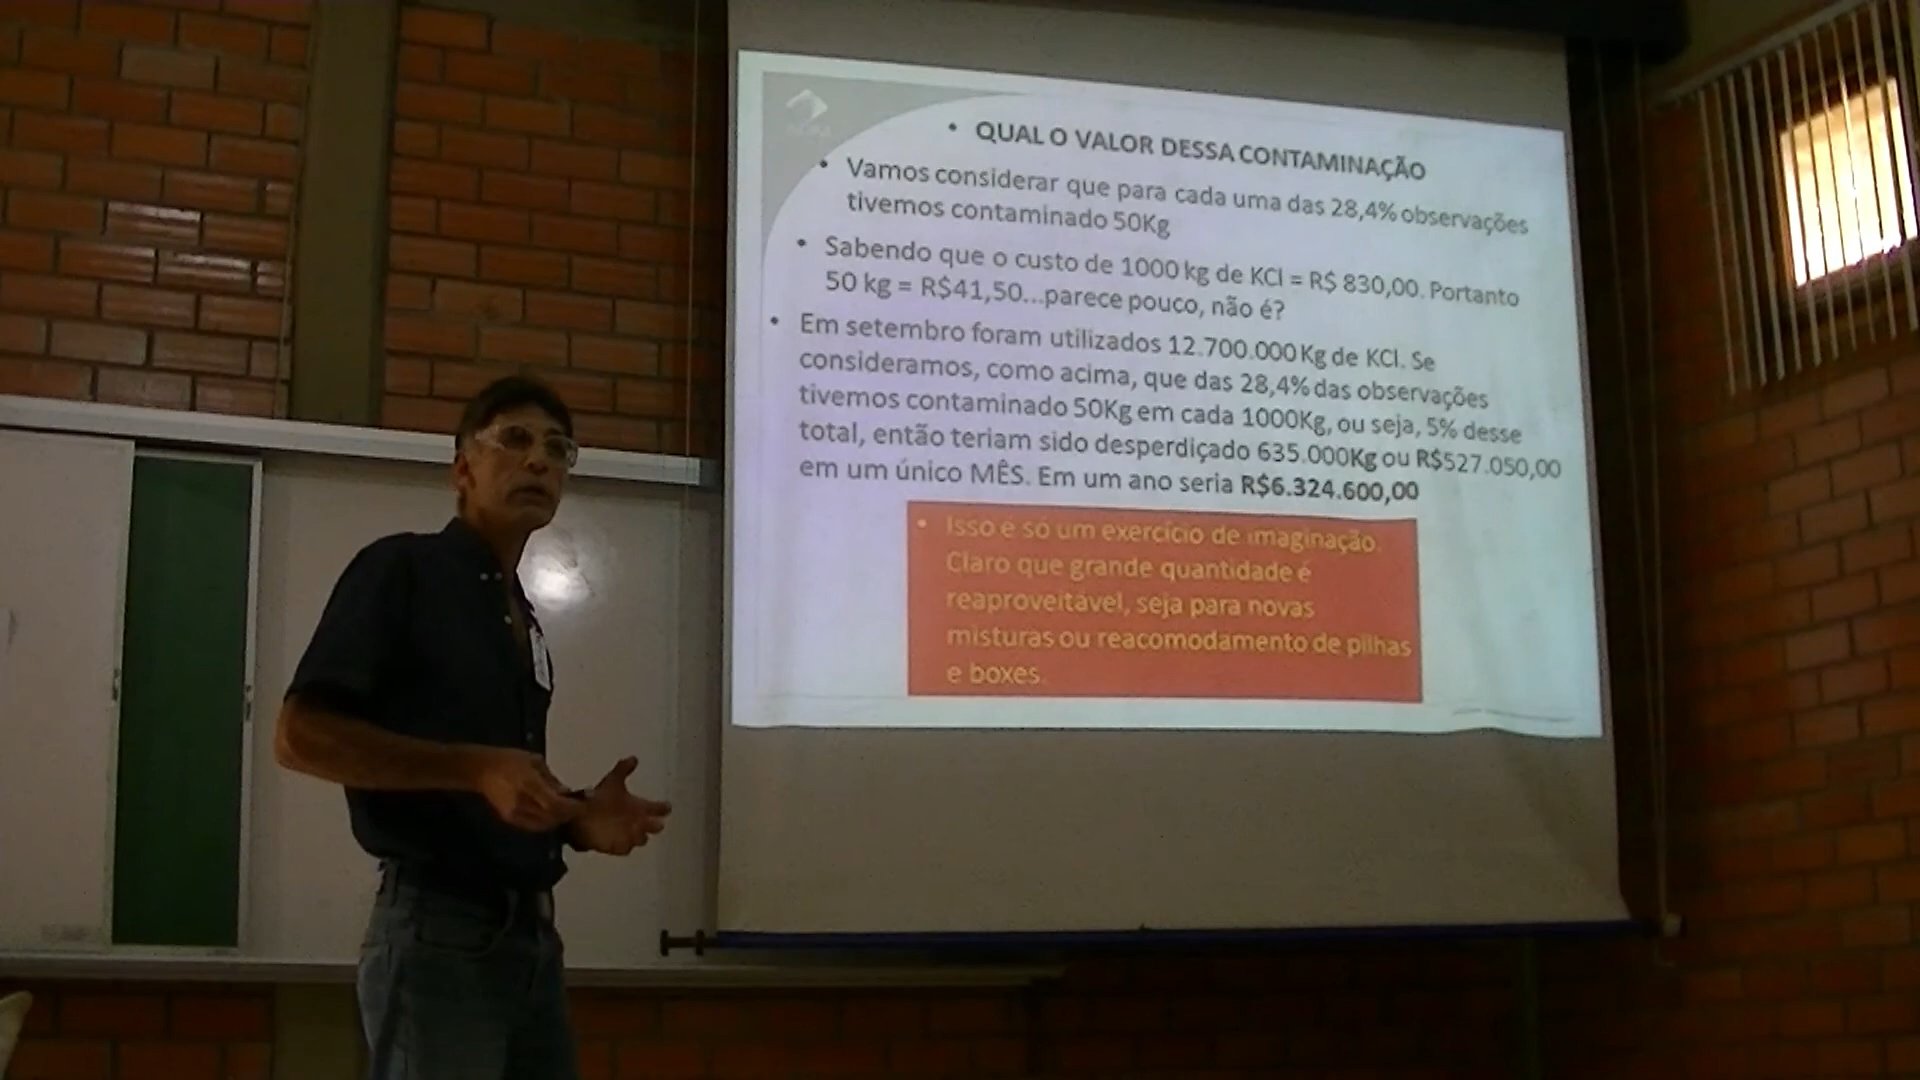 • QUAL O VALOR DESSA CONTAMINAÇÃO
• Vamos considerar que para cada uma das 28,4% observações
tivemos contaminado 50Kg
• Sabendo que o custo de 1000 kg de KCl = R$ 830,00. Portanto
50 kg = R$41,50...parece pouco, não é?
• Em setembro foram utilizados 12.700.000Kg de KCl. Se
consideramos, como acima, que das 28,4% das observações
tivemos contaminado 50Kg em cada 1000Kg, ou seja, 5% desse
total, então teriam sido desperdiçado 635.000Kg ou R$527.050,00
em um único MÊS. Em um ano seria R$6.324.600,00
• Isso e só um exercício de imaginação.
Claro que grande quantidade é
reaproveitável, seja para novas
misturas ou reacomodamento de pilhas
e boxes.